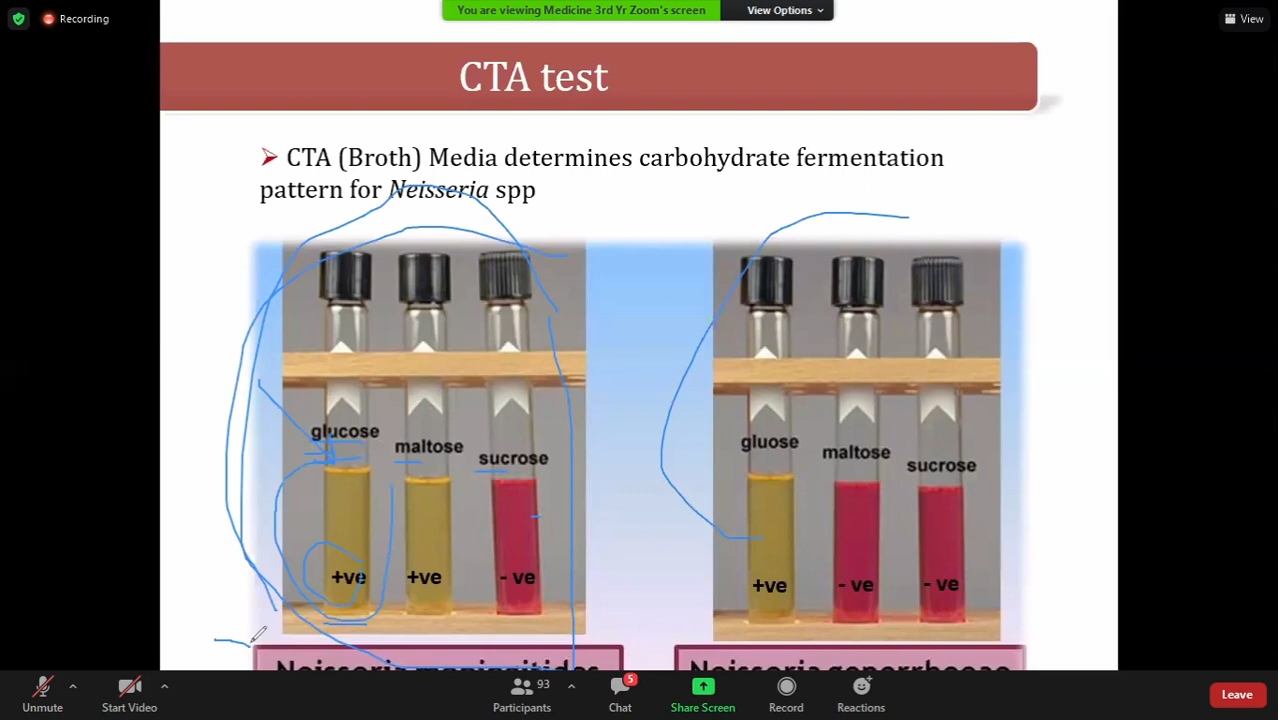 Recording
You are viewing Medicine 3rd Yr Zoom's screen
View Options
View
CTA test
CTA (Broth) Media determines carbohydrate fermentation
pattern for Neisseria spp
glucose
maltose
sucrose
+ve
+ve
- ve
gluose
maltose
sucrose
+ve
- ve
- ve
Unmute
Start Video
93
Participants
5
Chat
Share Screen
Record
Reactions
Leave